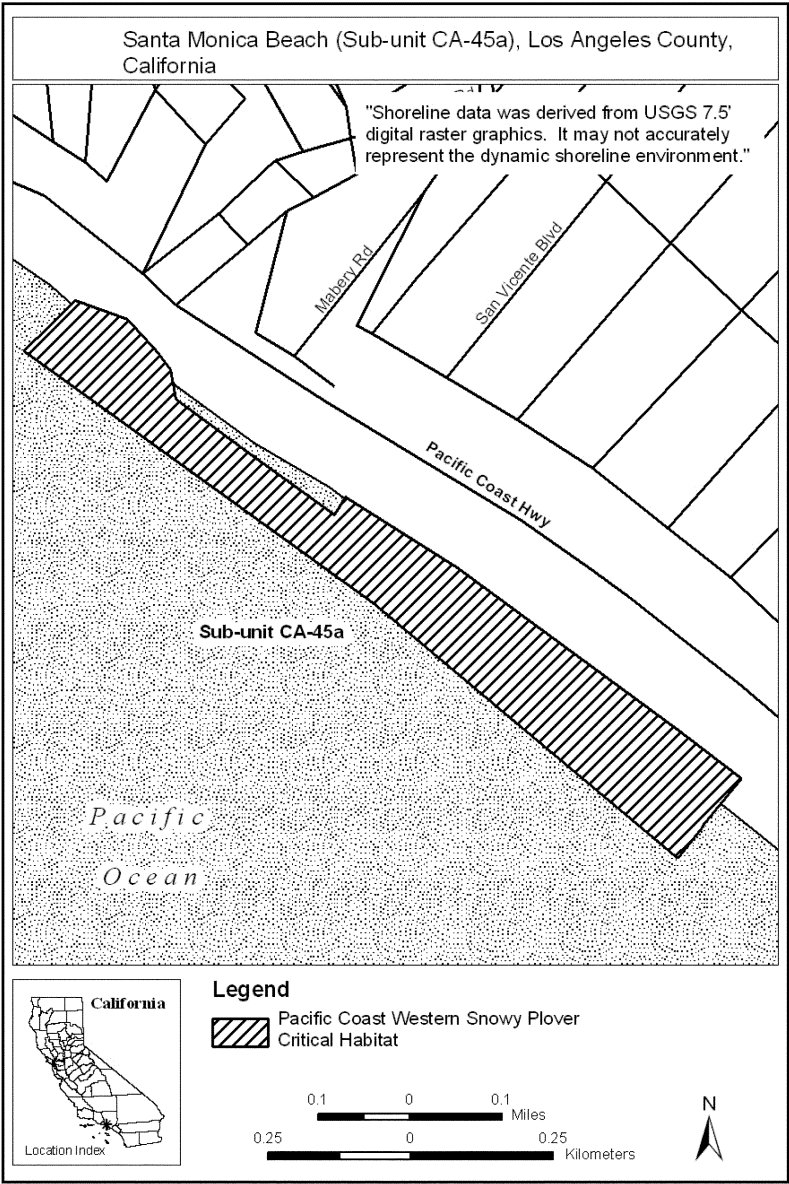 Santa Monica Beach (Sub-unit CA-45a), Los Angeles County,
California
"Shoreline data was derived from USGS 7.5'
digital raster graphics. It may not accurately
represent the dynamic shoreline environment."
Mabery Rd
San Vicente Blvd
Pacific Coast Hwy
Sub-unit CA-45a
Pacific
Ocean
California
Location Index
Legend
Pacific Coast Western Snowy Plover
Critical Habitat
0.1 0 0.1
Miles
0.25 0 0.25
Kilometers
N